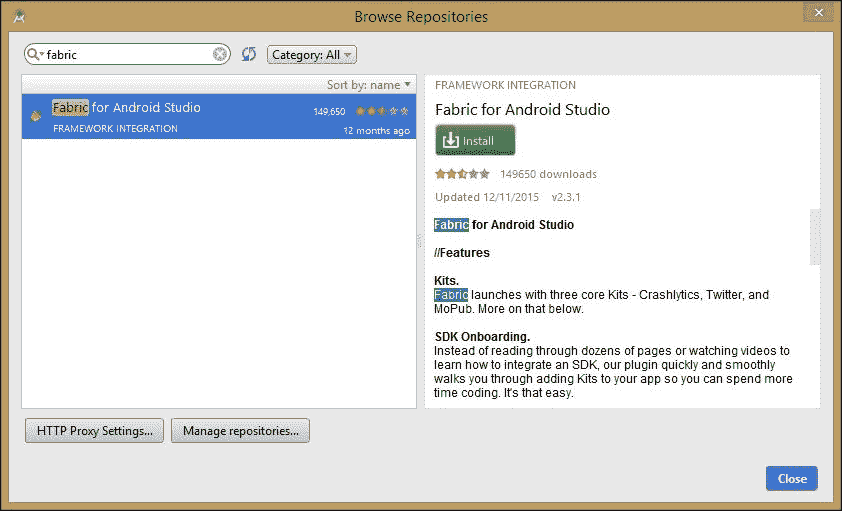 Browse Repositories
fabric
Category: All
Sort by: name
Fabric for Android Studio
149,650
FRAMEWORK INTEGRATION
12 months ago
FRAMEWORK INTEGRATION
Fabric for Android Studio
Install
149650 downloads
Updated 12/11/2015 v2.3.1
Fabric for Android Studio
//Features
Kits.
Fabric launches with three core Kits - Crashlytics, Twitter, and
MoPub. More on that below.
SDK Onboarding.
Instead of reading through dozens of pages or watching videos to
learn how to integrate an SDK, our plugin quickly and smoothly
walks you through adding Kits to your app so you can spend more
time coding. It's that easy.
HTTP Proxy Settings...
Manage repositories...
Close